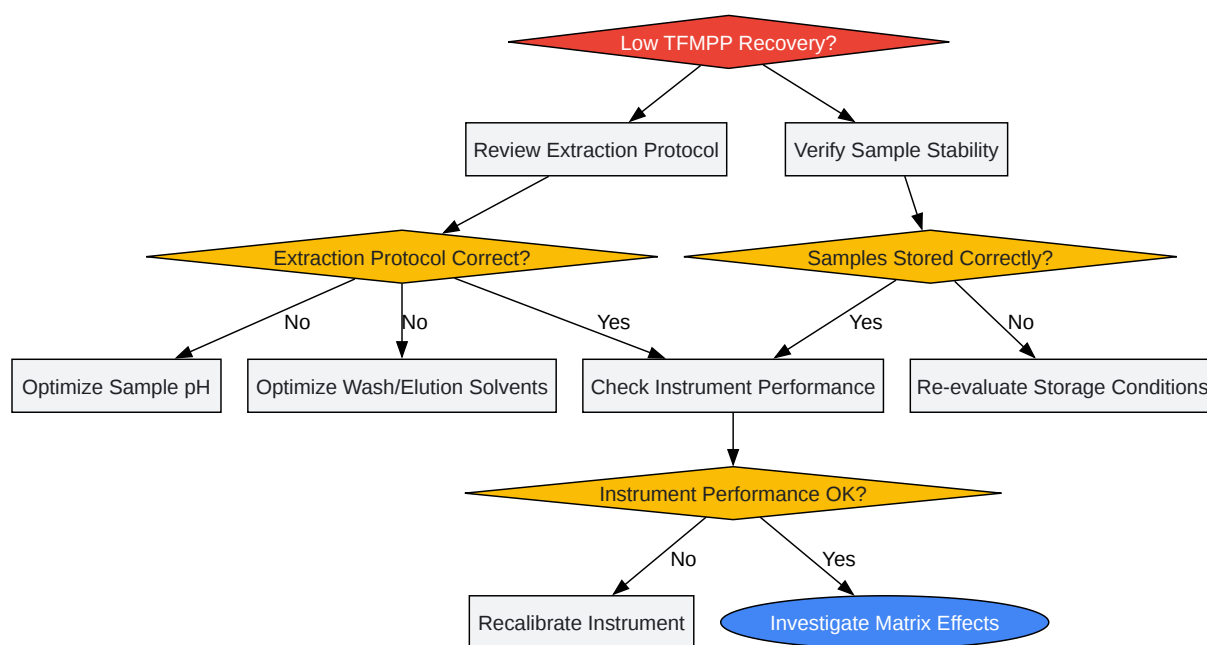 Low TFMPP Recovery?
Review Extraction Protocol
Verify Sample Stability
Extraction Protocol Correct?
Samples Stored Correctly?
No
No
Yes
Yes
No
Optimize Sample pH
Optimize Wash/Elution Solvents
Check Instrument Performance
Re-evaluate Storage Conditions
Instrument Performance OK?
No
Yes
Recalibrate Instrument
Investigate Matrix Effects